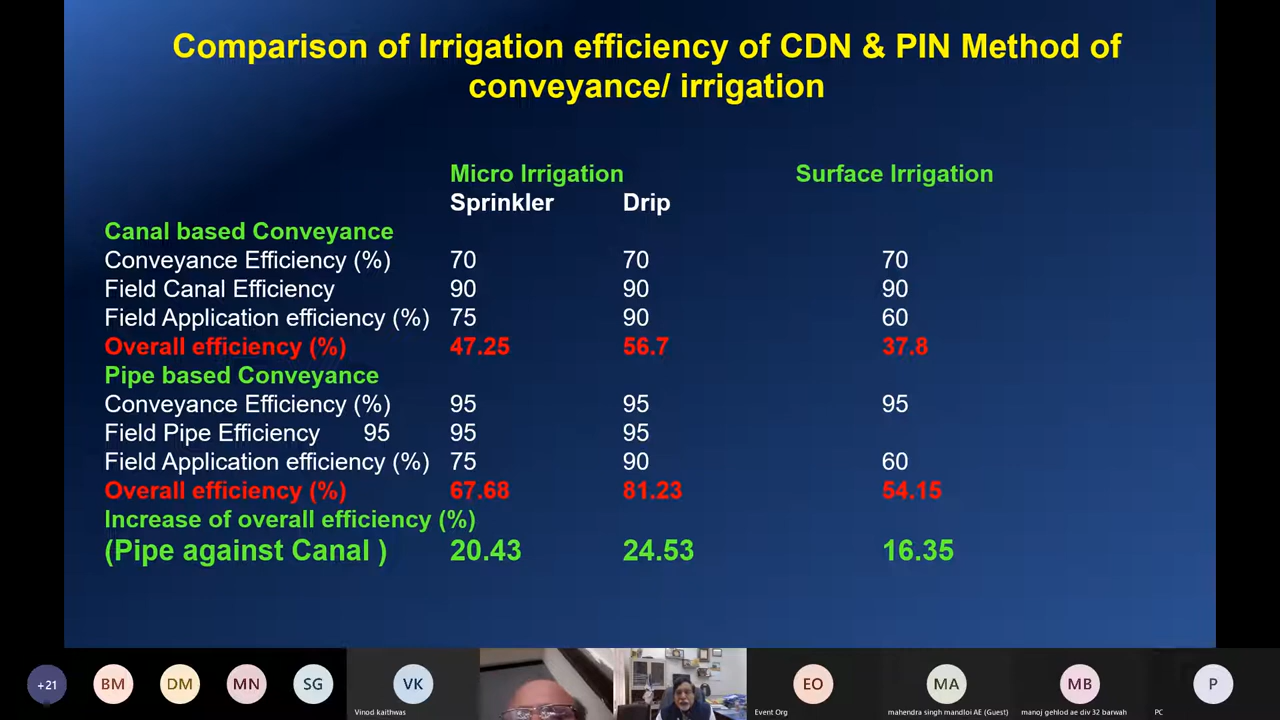 Comparison of Irrigation efficiency of CDN & PIN Method of
conveyance/ irrigation
Micro Irrigation Surface Irrigation
Sprinkler Drip
Canal based Conveyance
Conveyance Efficiency (%) 70 70 70
Field Canal Efficiency 90 90 90
Field Application efficiency (%) 75 90 60
Overall efficiency (%) 47.25 56.7 37.8
Pipe based Conveyance
Conveyance Efficiency (%) 95 95 95
Field Pipe Efficiency 95 95 95
Field Application efficiency (%) 75 90 60
Overall efficiency (%) 67.68 81.23 54.15
Increase of overall efficiency (%)
(Pipe against Canal ) 20.43 24.53 16.35
+21 BM DM MN SG VK EO MA MB P
Vinod kaithwas Event Org mahendra singh mandloi AE (Guest) manoj gehlod ae div 32 barwah PC